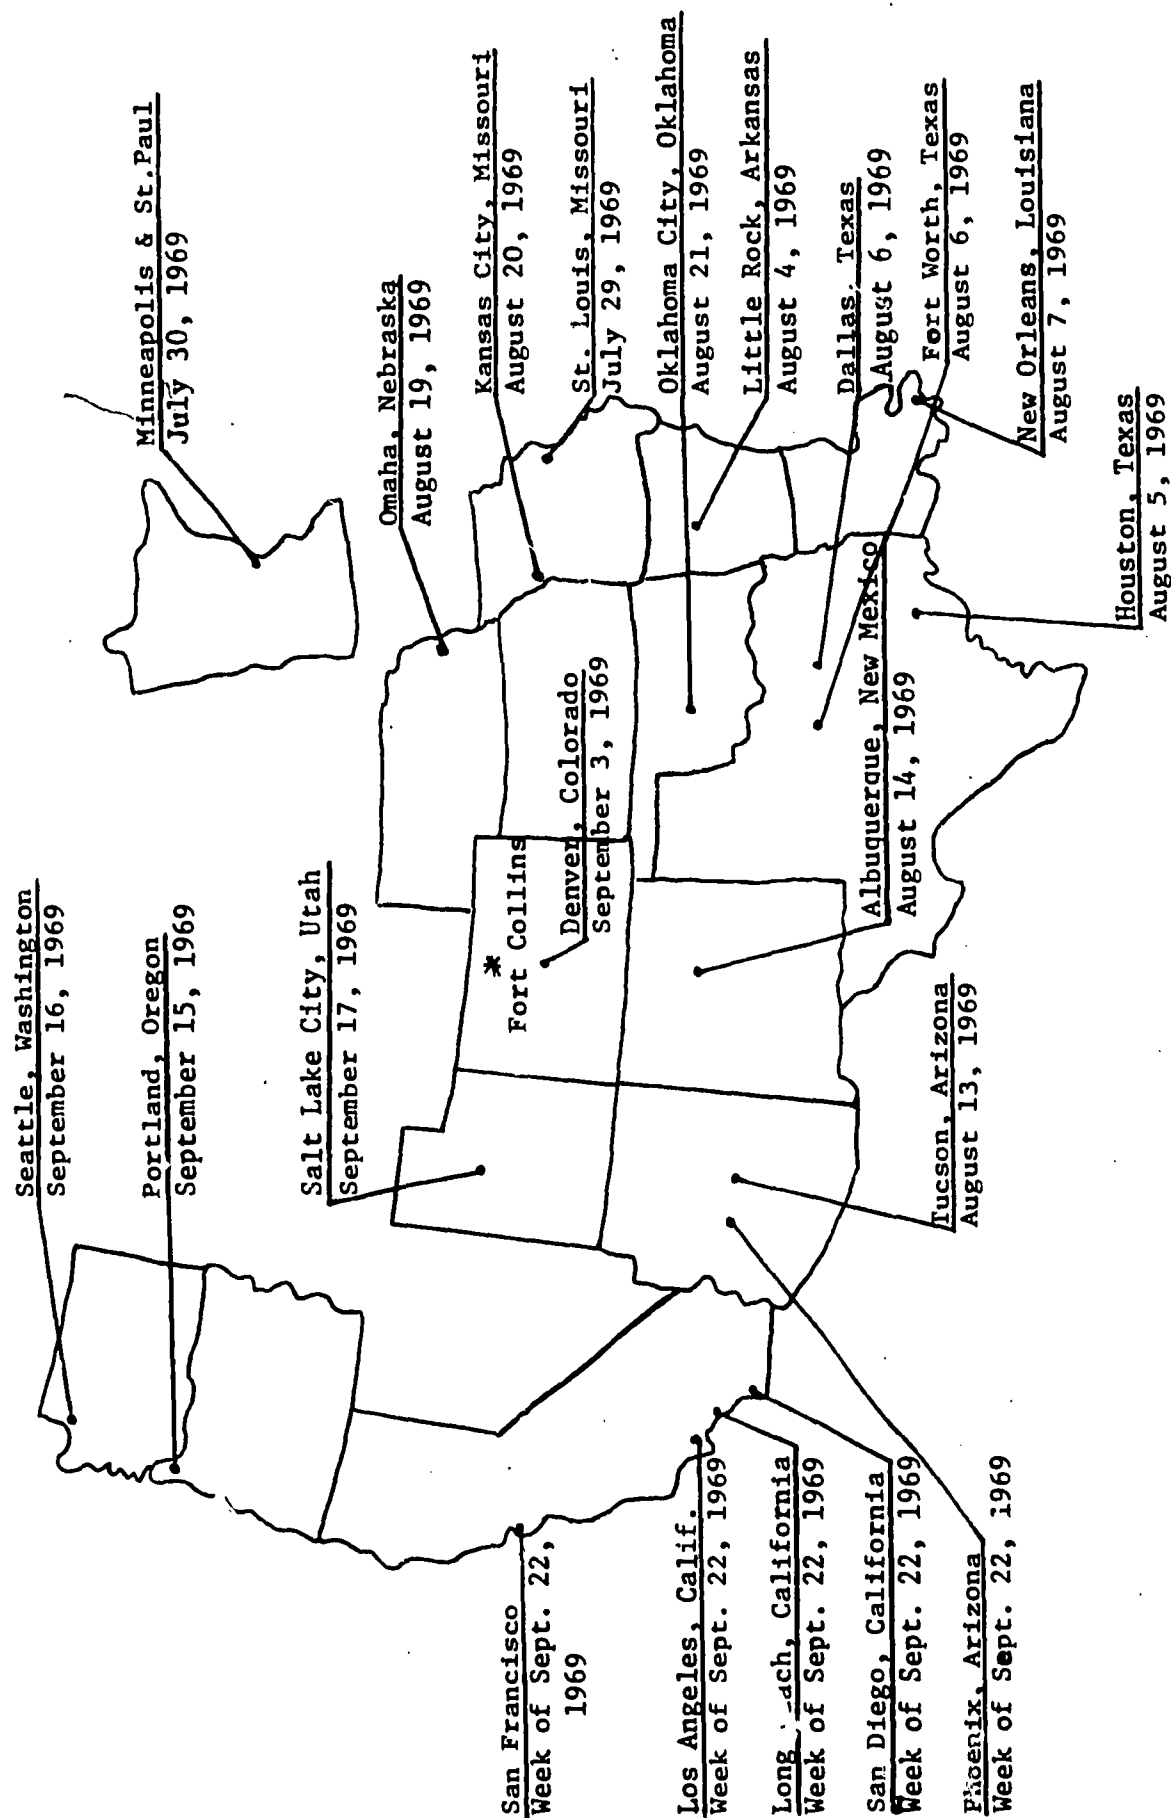 Seattle, Washington
September 16, 1969
Portland, Oregon
September 15, 1969
Minneapolis & St.Paul
July 30, 1969
Salt Lake City, Utah
September 17, 1969
Omaha, Nebraska
August 19, 1969
Kansas City, Missouri
August 20, 1969
St. Louis, Missouri
July 29, 1969
Oklahoma City, Oklahoma
August 21, 1969
Little Rock, Arkansas
August 4, 1969
Dallas, Texas
August 6, 1969
Fort Worth, Texas
August 6, 1969
New Orleans, Louisiana
August 7, 1969
Houston, Texas
August 5, 1969
*
Fort Collins
Denver, Colorado
September 3, 1969
Albuquerque, New Mexico
August 14, 1969
Tucson, Arizona
August 13, 1969
San Francisco
Week of Sept. 22,
1969
Los Angeles, Calif.
Week of Sept. 22, 1969
Long California
Week of Sept. 22, 1969
San Diego, California
Week of Sept. 22, 1969
Phoenix, Arizona
Week of Sept. 22, 1969